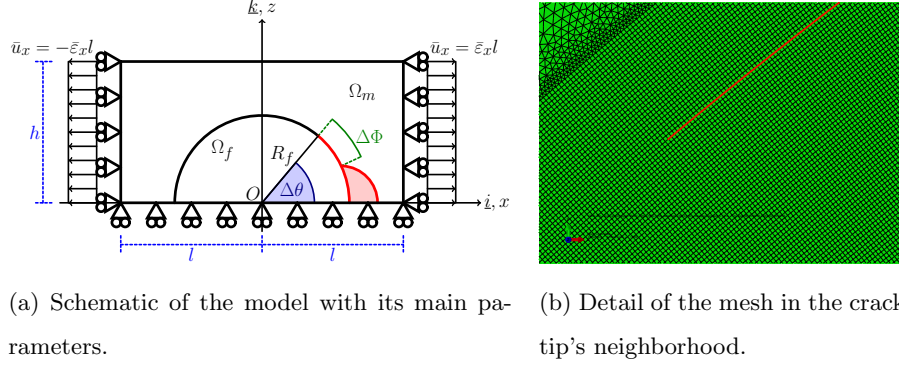 k, z
ū_x = −ε̄_x l
ū_x = ε̄_x l
Ω_m
h
Ω_f
R_f
ΔΦ
O
Δθ
i, x
l
l
(a) Schematic of the model with its main pa-
rameters.
(b) Detail of the mesh in the crack
tip's neighborhood.